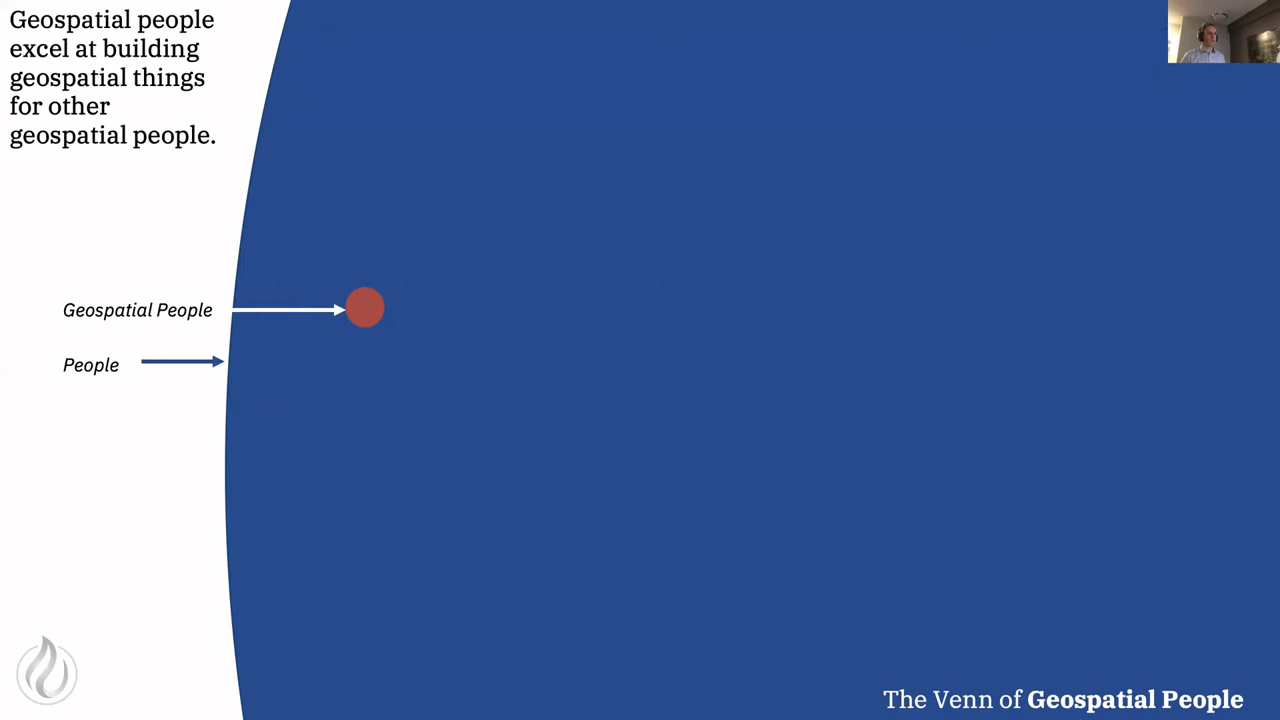 Geospatial people
excel at building
geospatial things
for other
geospatial people.
Geospatial People
People
The Venn of Geospatial People